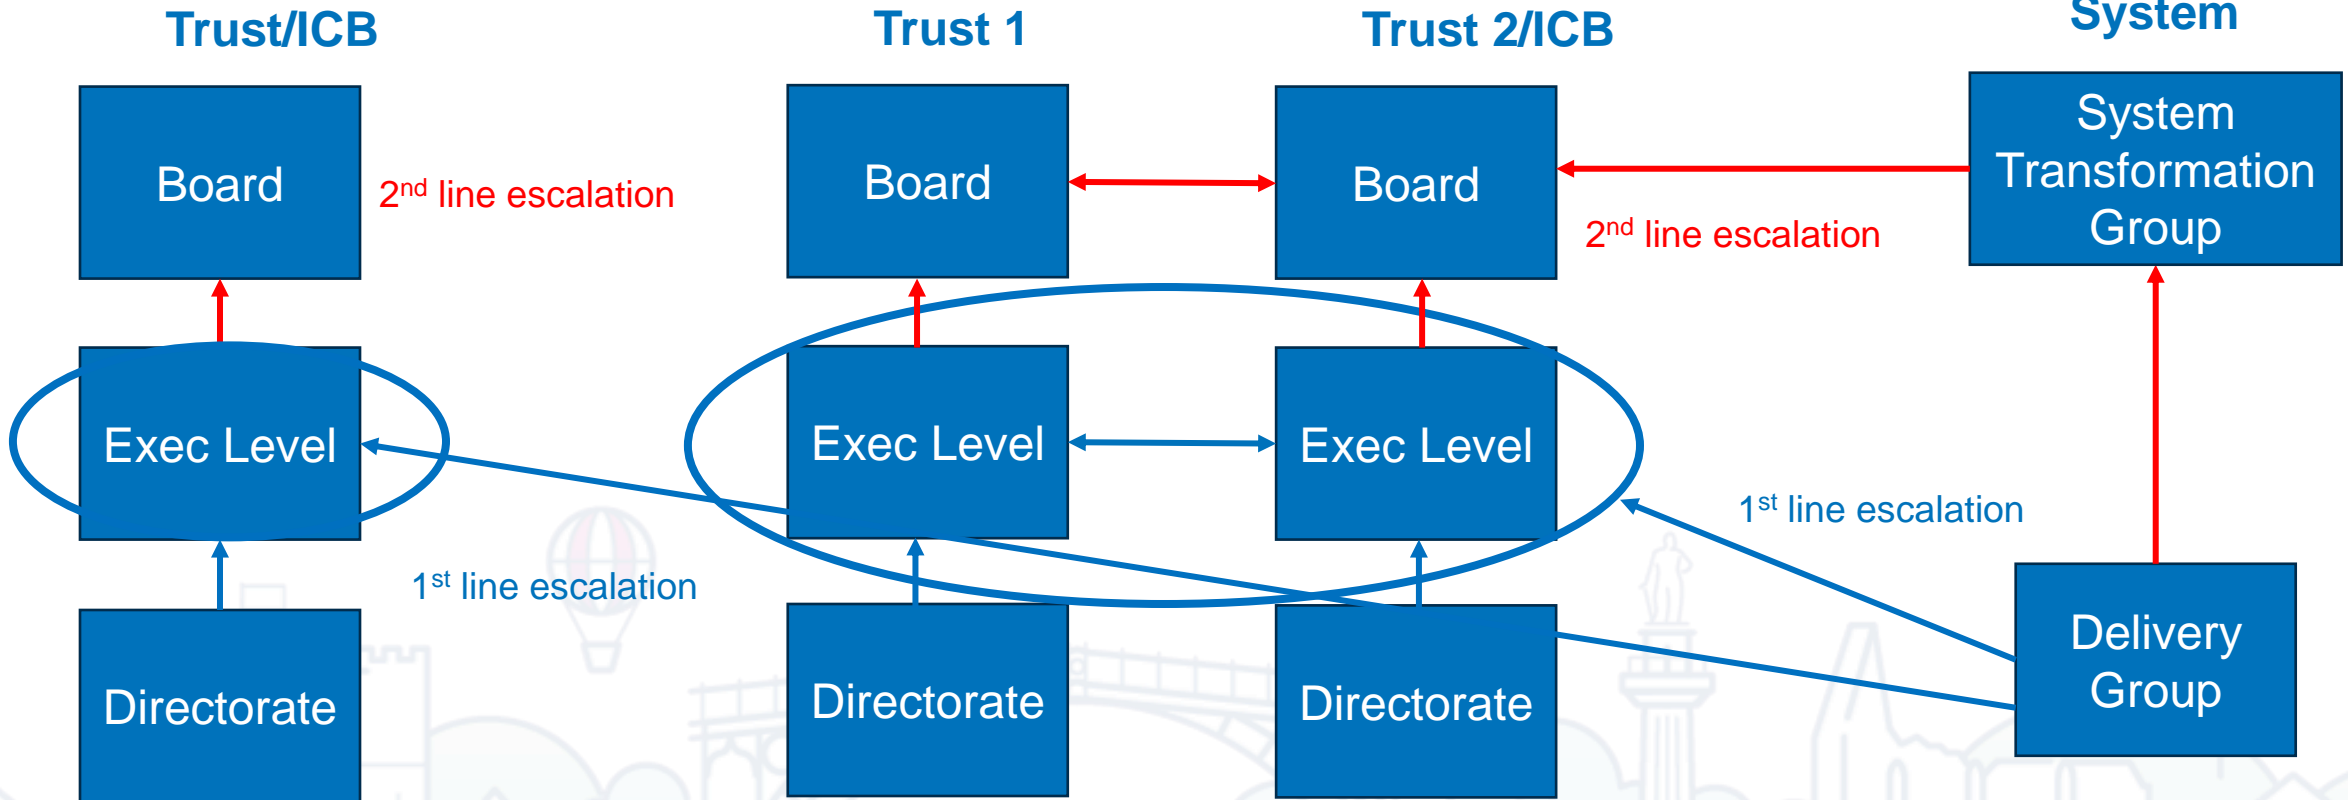 Trust/ICB
Trust 1
Trust 2/ICB
System
Board
2nd line escalation
Board
Board
System
Transformation
Group
2nd line escalation
Exec Level
Exec Level
Exec Level
1st line escalation
1st line escalation
Directorate
Directorate
Directorate
Delivery
Group